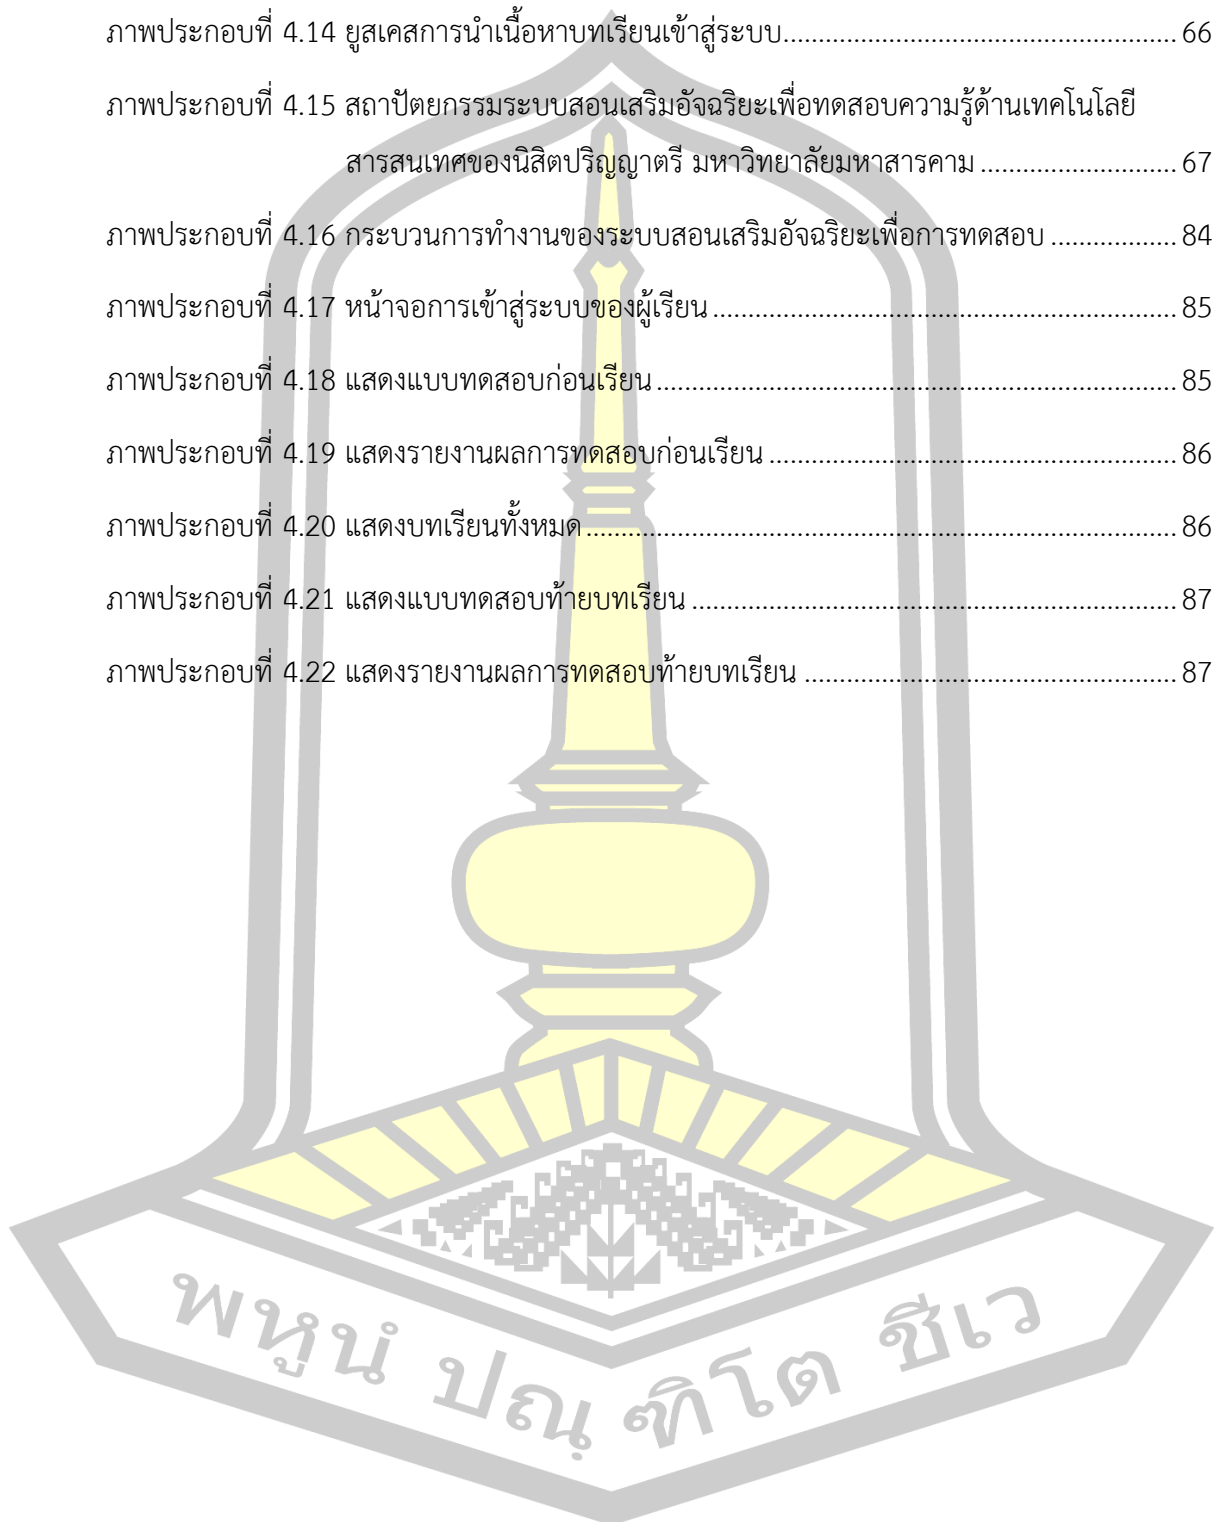 ภาพประกอบที่ 4.14 ยูสเคสการนำเนื้อหาบทเรียนเข้าสู่ระบบ....................................................... 66
ภาพประกอบที่ 4.15 สถาปัตยกรรมระบบสอนเสริมอัจฉริยะเพื่อทดสอบความรู้ด้านเทคโนโลยี
สารสนเทศของนิสิตปริญญาตรี มหาวิทยาลัยมหาสารคาม ............................ 67
ภาพประกอบที่ 4.16 กระบวนการทำงานของระบบสอนเสริมอัจฉริยะเพื่อการทดสอบ .................. 84
ภาพประกอบที่ 4.17 หน้าจอการเข้าสู่ระบบของผู้เรียน .................................................................. 85
ภาพประกอบที่ 4.18 แสดงแบบทดสอบก่อนเรียน .......................................................................... 85
ภาพประกอบที่ 4.19 แสดงรายงานผลการทดสอบก่อนเรียน .......................................................... 86
ภาพประกอบที่ 4.20 แสดงบทเรียนทั้งหมด .................................................................................... 86
ภาพประกอบที่ 4.21 แสดงแบบทดสอบท้ายบทเรียน ..................................................................... 87
ภาพประกอบที่ 4.22 แสดงรายงานผลการทดสอบท้ายบทเรียน ..................................................... 87
พหูนํ ปณฺ ฑิโต ชีเว